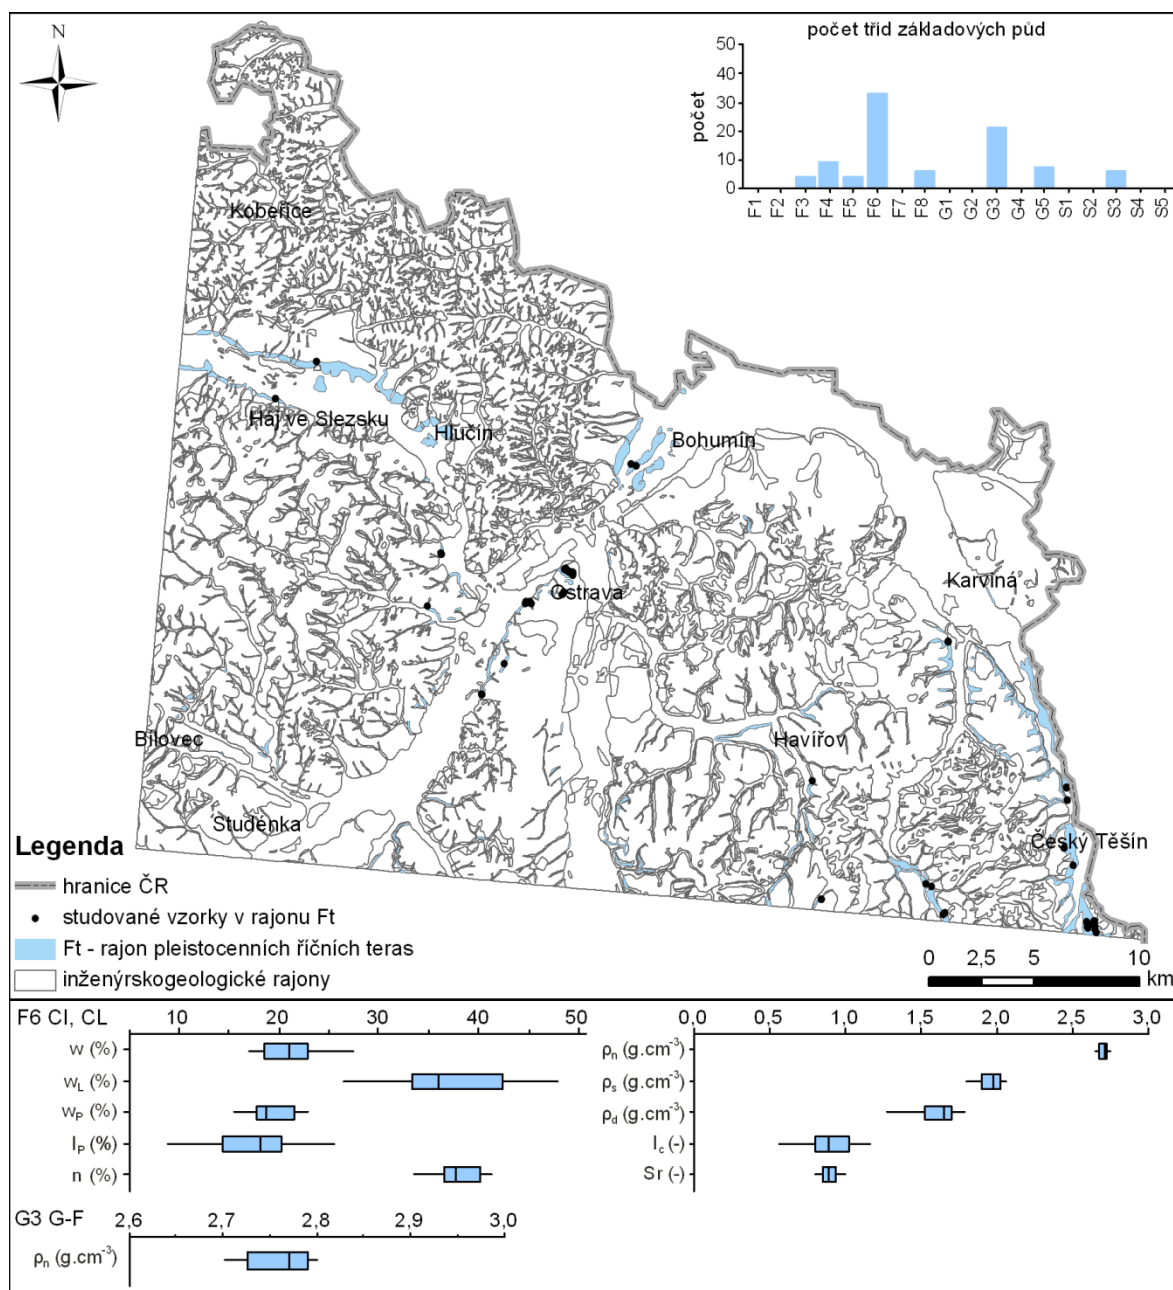 N
počet tříd základových půd
počet
50
40
30
20
10
0
F1 F2 F3 F4 F5 F6 F7 F8 G1 G2 G3 G4 G5 S1 S2 S3 S4 S5
Kobeřice
Háj ve Slezsku
Hlučín
Bohumín
Karviná
Ostrava
Bílovec
Havířov
Studénka
Český Těšín
Legenda
hranice ČR
studované vzorky v rajonu Ft
Ft - rajon pleistocenních říčních teras
inženýrskogeologické rajony
0 2,5 5 10
km
F6 CI, CL
10 20 30 40 50
w (%)
wL (%)
wP (%)
IP (%)
n (%)
0,0 0,5 1,0 1,5 2,0 2,5 3,0
ρn (g.cm-3)
ρs (g.cm-3)
ρd (g.cm-3)
Ic (-)
Sr (-)
G3 G-F
2,6 2,7 2,8 2,9 3,0
ρn (g.cm-3)